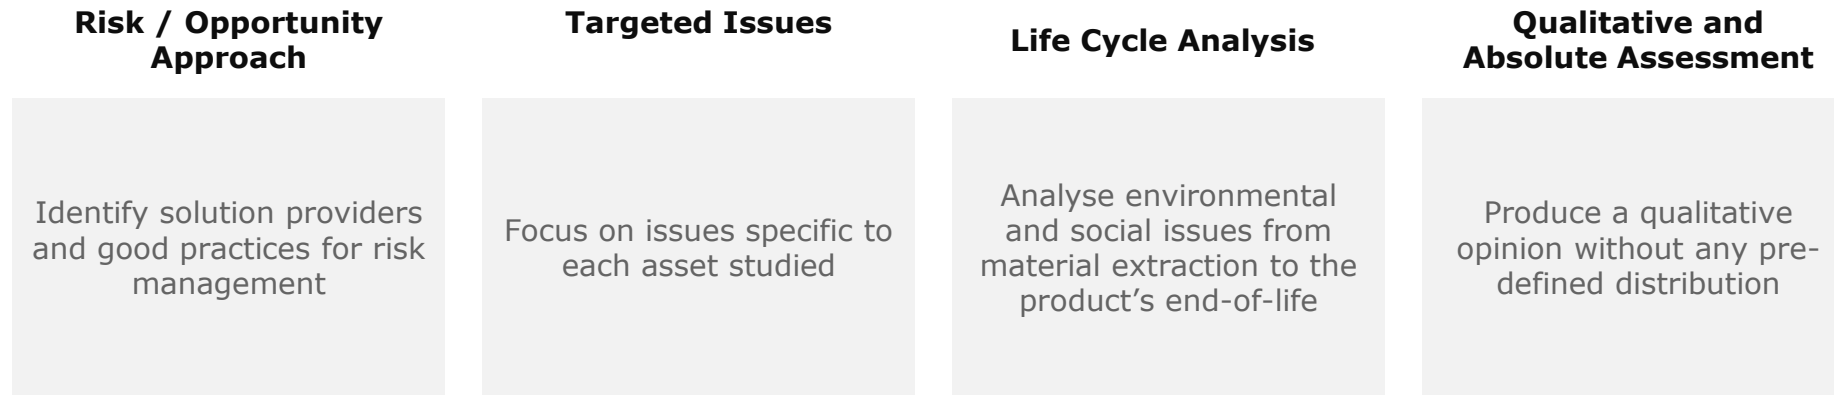 Risk / Opportunity
Approach
Identify solution providers
and good practices for risk
management
Targeted Issues
Focus on issues specific to
each asset studied
Life Cycle Analysis
Analyse environmental
and social issues from
material extraction to the
product’s end-of-life
Qualitative and
Absolute Assessment
Produce a qualitative
opinion without any pre-
defined distribution